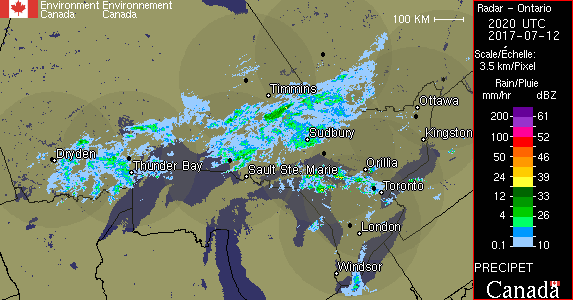 Environment Environnement
Canada Canada
100 KM
Timmins
Ottawa
Sudbury
Kingston
Dryden
Thunder Bay
Sault Ste. Marie
Orillia
Toronto
London
Windsor
Radar - Ontario
2020 UTC
2017-07-12
Scale/Échelle:
3.5 km/Pixel
Rain/Pluie
mm/hr dBZ
200 61
100 52
50 46
24 39
12 33
4 26
0.1 10
PRECIPET
Canada